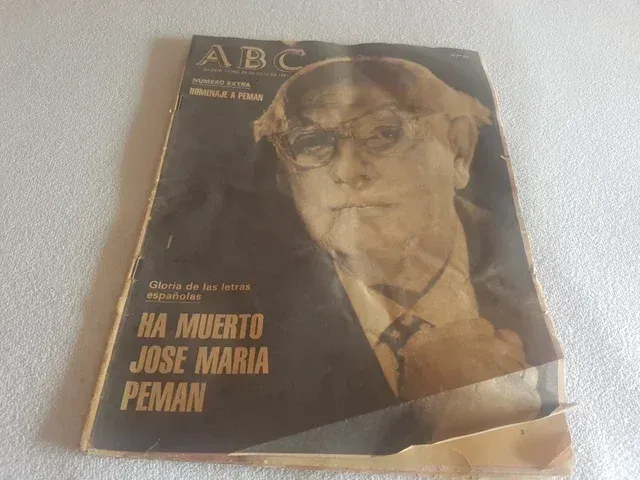 ABC
NUMERO EXTRA
HOMENAJE A PEMAN
Gloria de las letras
españolas
HA MUERTO
JOSE MARIA
PEMAN